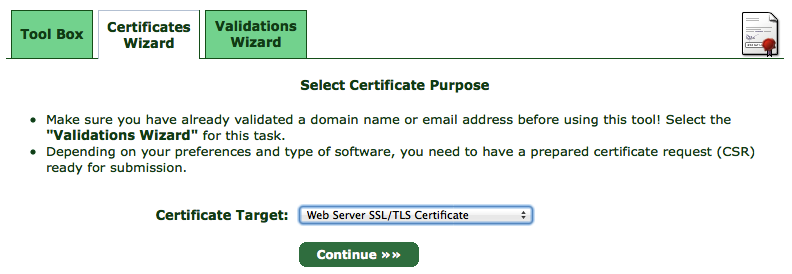 Tool Box
Certificates
Wizard
Validations
Wizard
Select Certificate Purpose
• Make sure you have already validated a domain name or email address before using this tool! Select the
"Validations Wizard" for this task.
• Depending on your preferences and type of software, you need to have a prepared certificate request (CSR)
ready for submission.
Certificate Target: Web Server SSL/TLS Certificate
Continue »»